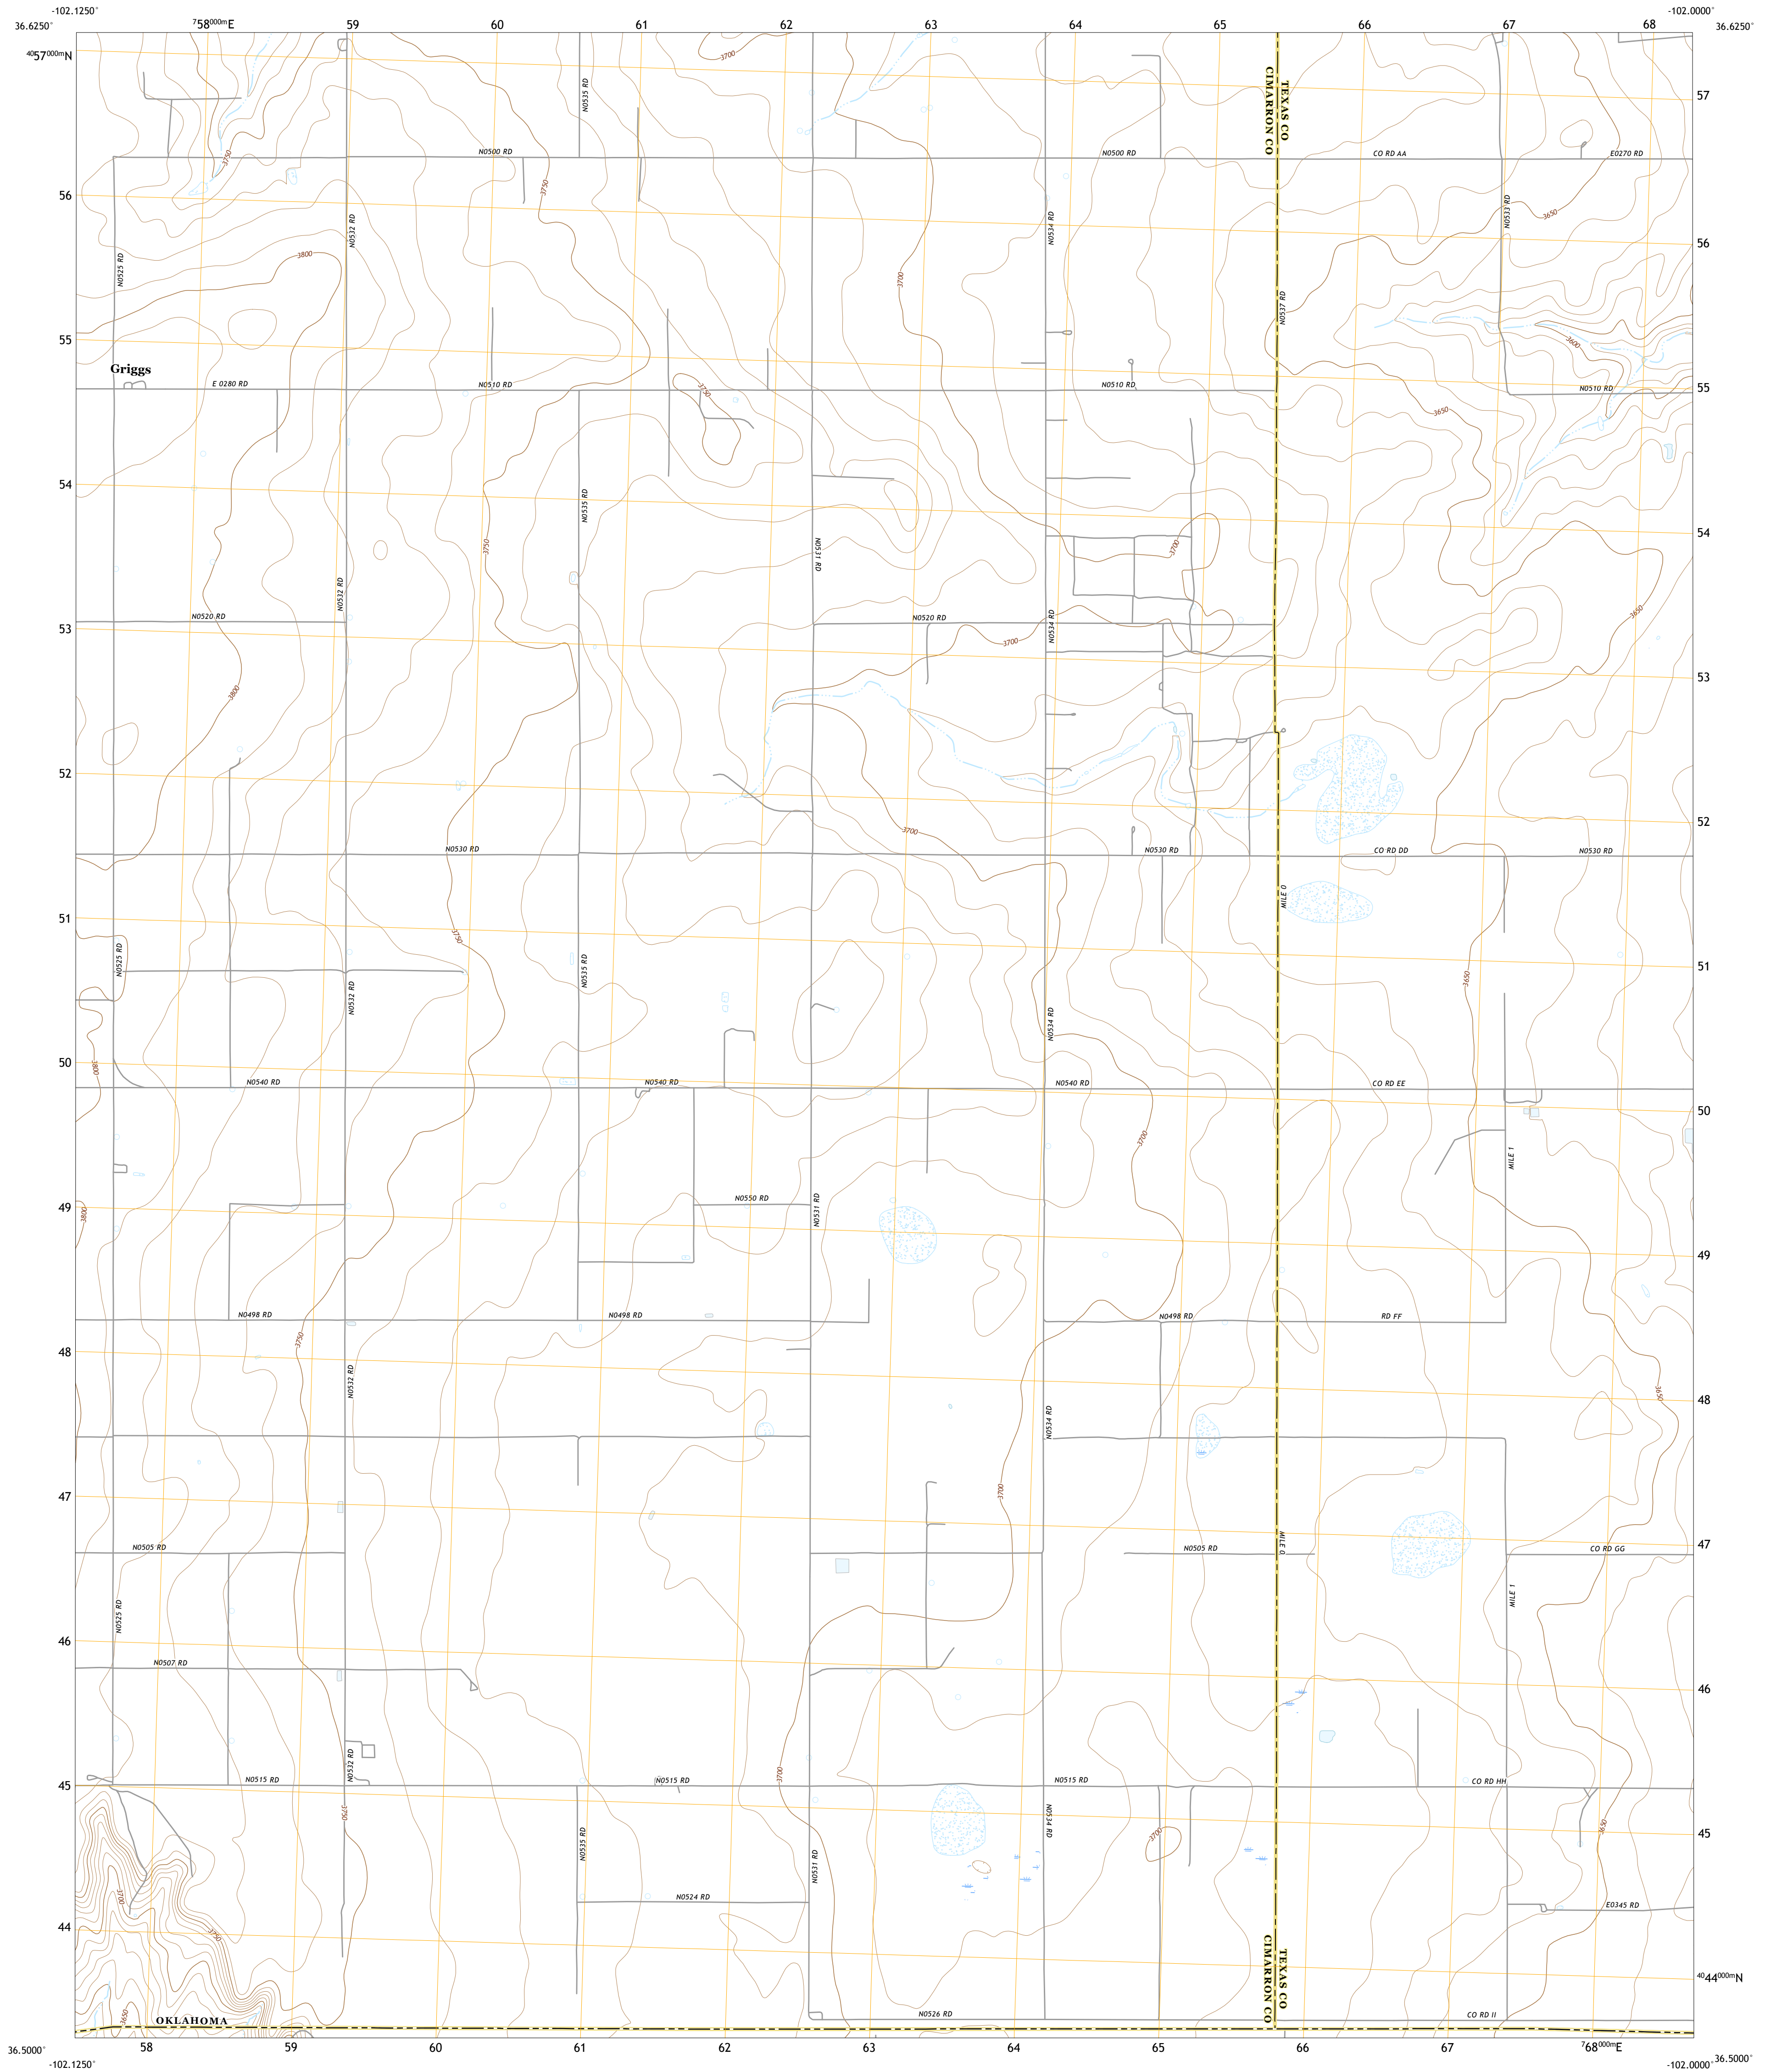 -102.1250°
-102.0000°
36.6250°
⁷58⁰⁰⁰ᵐE
59
60
61
62
63
64
65
66
67
68
36.6250°
⁴⁰57⁰⁰⁰ᵐN
3700
57
N0535 RD
CIMARRON CO
TEXAS CO
3750
N0500 RD
N0500 RD
CO RD AA
E0270 RD
56
3750
3650
N0532 RD
N0534 RD
N0533 RD
56
N0525 RD
3800
3700
N0537 RD
55
3600
Griggs
E 0280 RD
N0510 RD
3750
N0510 RD
N0510 RD
55
3650
54
N0535 RD
3750
N0531 RD
3700
54
N0532 RD
N0520 RD
N0520 RD
3650
53
N0534 RD
3700
53
3800
52
3700
52
N0530 RD
N0530 RD
CO RD DD
N0530 RD
MILE 0
51
3750
N0525 RD
N0535 RD
3650
51
N0532 RD
N0534 RD
50
3800
N0540 RD
N0540 RD
N0540 RD
CO RD EE
50
3700
MILE 1
49
3800
N0550 RD
N0531 RD
49
N0498 RD
N0498 RD
N0498 RD
RD FF
3750
48
N0532 RD
3650
48
N0534 RD
47
3700
MILE 0
47
N0505 RD
N0505 RD
CO RD GG
N0525 RD
MILE 1
46
N0507 RD
46
N0532 RD
3700
45
N0515 RD
N0515 RD
N0515 RD
CO RD HH
3750
N0534 RD
3700
3650
45
N0535 RD
N0531 RD
3700
N0524 RD
E0345 RD
44
3750
CIMARRON CO
TEXAS CO
⁴⁰44⁰⁰⁰ᵐN
3650
OKLAHOMA
N0526 RD
CO RD II
36.5000°
58
59
60
61
62
63
64
65
66
67
⁷68⁰⁰⁰ᵐE
36.5000°
-102.1250°
-102.0000°